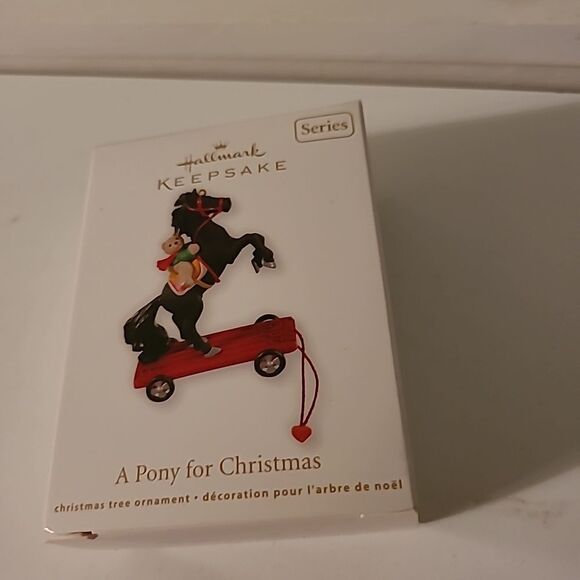 Series
Hallmark
KEEPSAKE
A Pony for Christmas
christmas tree ornament • décoration pour l'arbre de noël